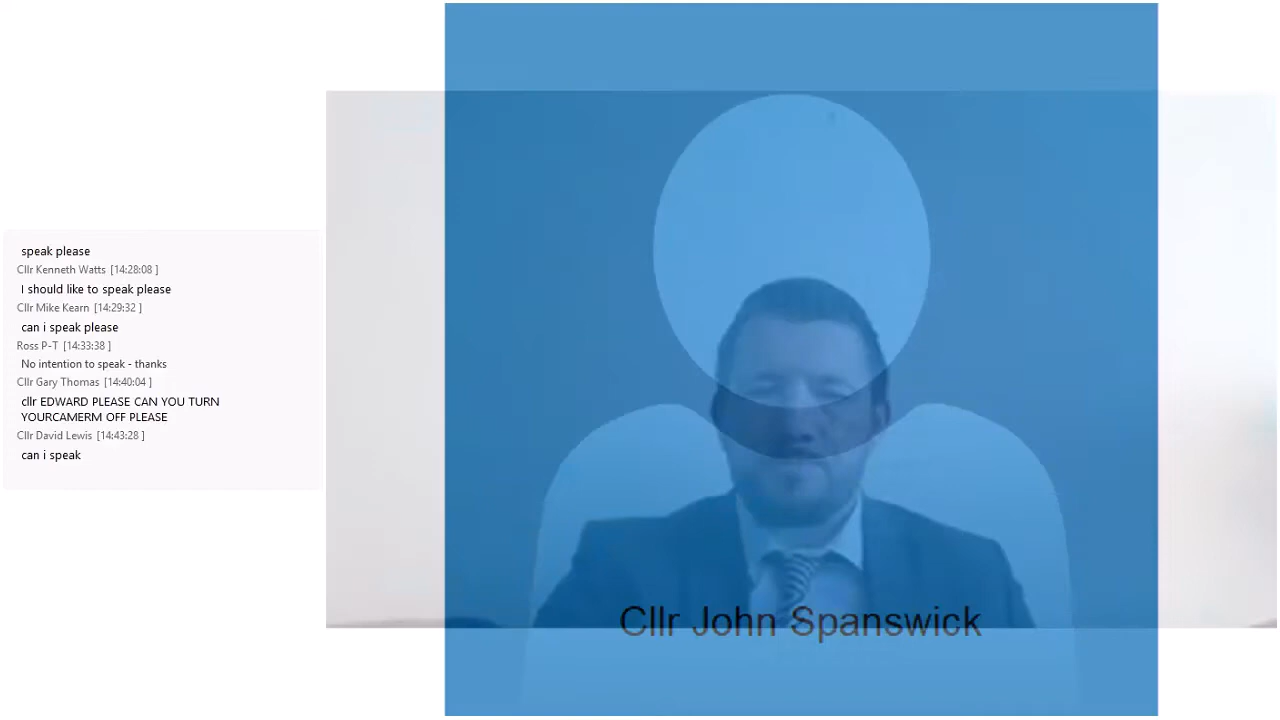 speak please
Cllr Kenneth Watts [14:28:08 ]
I should like to speak please
Cllr Mike Kearn [14:29:32 ]
can i speak please
Ross P-T [14:33:38 ]
No intention to speak - thanks
Cllr Gary Thomas [14:40:04 ]
cllr EDWARD PLEASE CAN YOU TURN
YOURCAMERM OFF PLEASE
Cllr David Lewis [14:43:28 ]
can i speak
Cllr John Spanswick